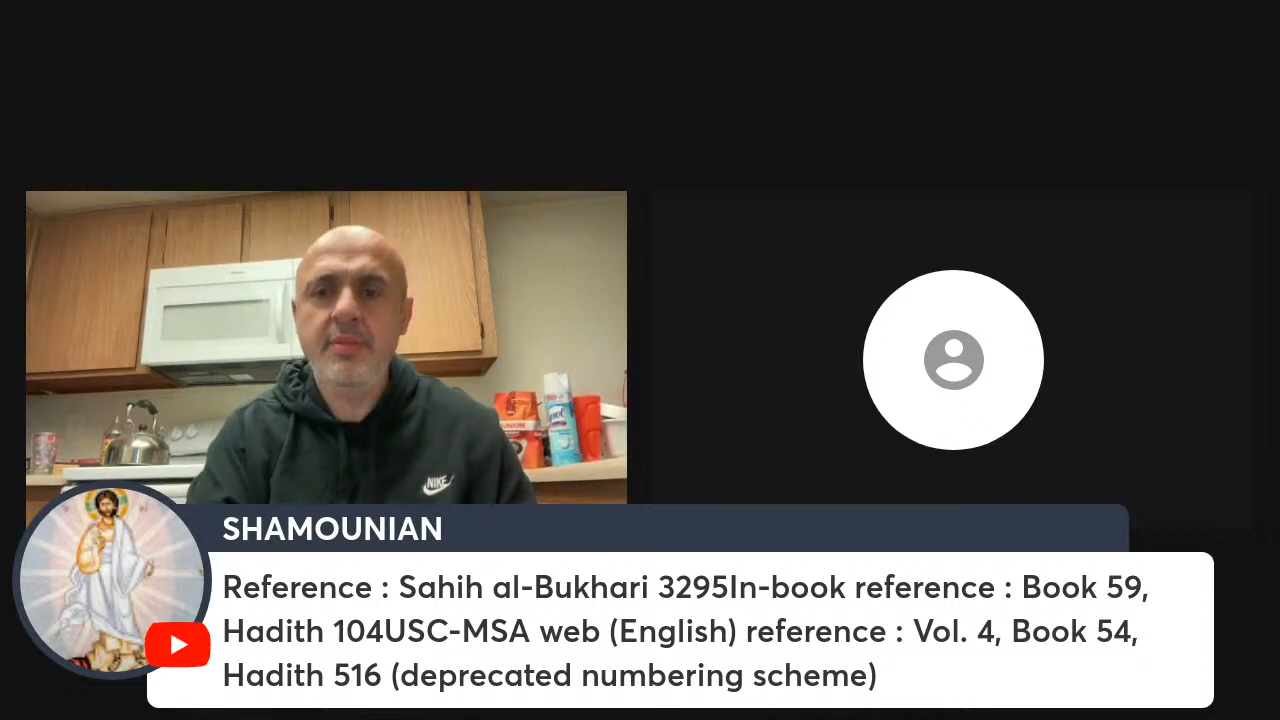 NIKE
SHAMOUNIAN
Reference : Sahih al-Bukhari 3295In-book reference : Book 59,
Hadith 104USC-MSA web (English) reference : Vol. 4, Book 54,
Hadith 516 (deprecated numbering scheme)